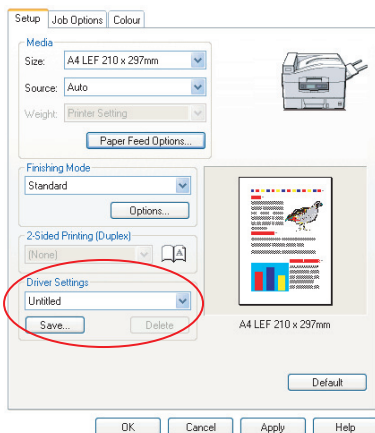 Setup Job Options Colour
Media
Size: A4 LEF 210 x 297mm
Source: Auto
Weight: Printer Setting
Paper Feed Options...
Finishing Mode
Standard
Options...
2-Sided Printing (Duplex)
[None]
A
Driver Settings
Untitled
Save... Delete
A4 LEF 210 x 297mm
Default
OK Cancel Apply Help